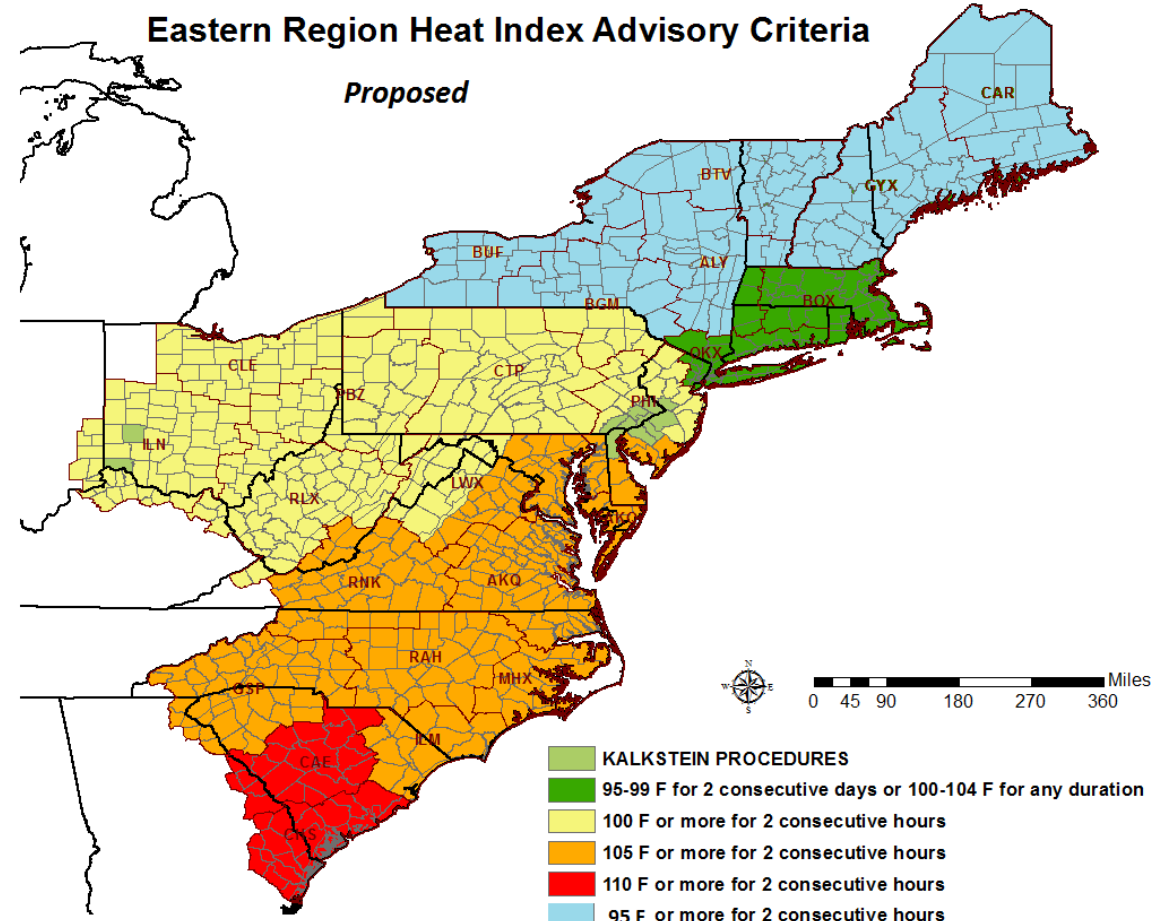 Eastern Region Heat Index Advisory Criteria
Proposed
CAR
BTV
GYX
BUF
ALY
BGM
BOX
OKX
CLE
CTP
PBZ
PHI
ILN
LWX
RLX
AKQ
RNK
AKQ
RAH
MHX
GSP
ILM
CAE
CHS
N
W E
S
Miles
0 45 90 180 270 360
KALKSTEIN PROCEDURES
95-99 F for 2 consecutive days or 100-104 F for any duration
100 F or more for 2 consecutive hours
105 F or more for 2 consecutive hours
110 F or more for 2 consecutive hours
95 F or more for 2 consecutive hours